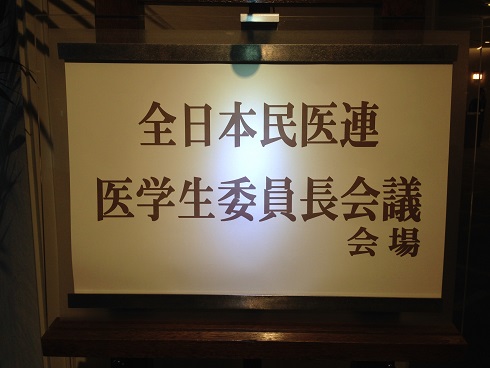 全日本民医連
医学生委員長会議
会場